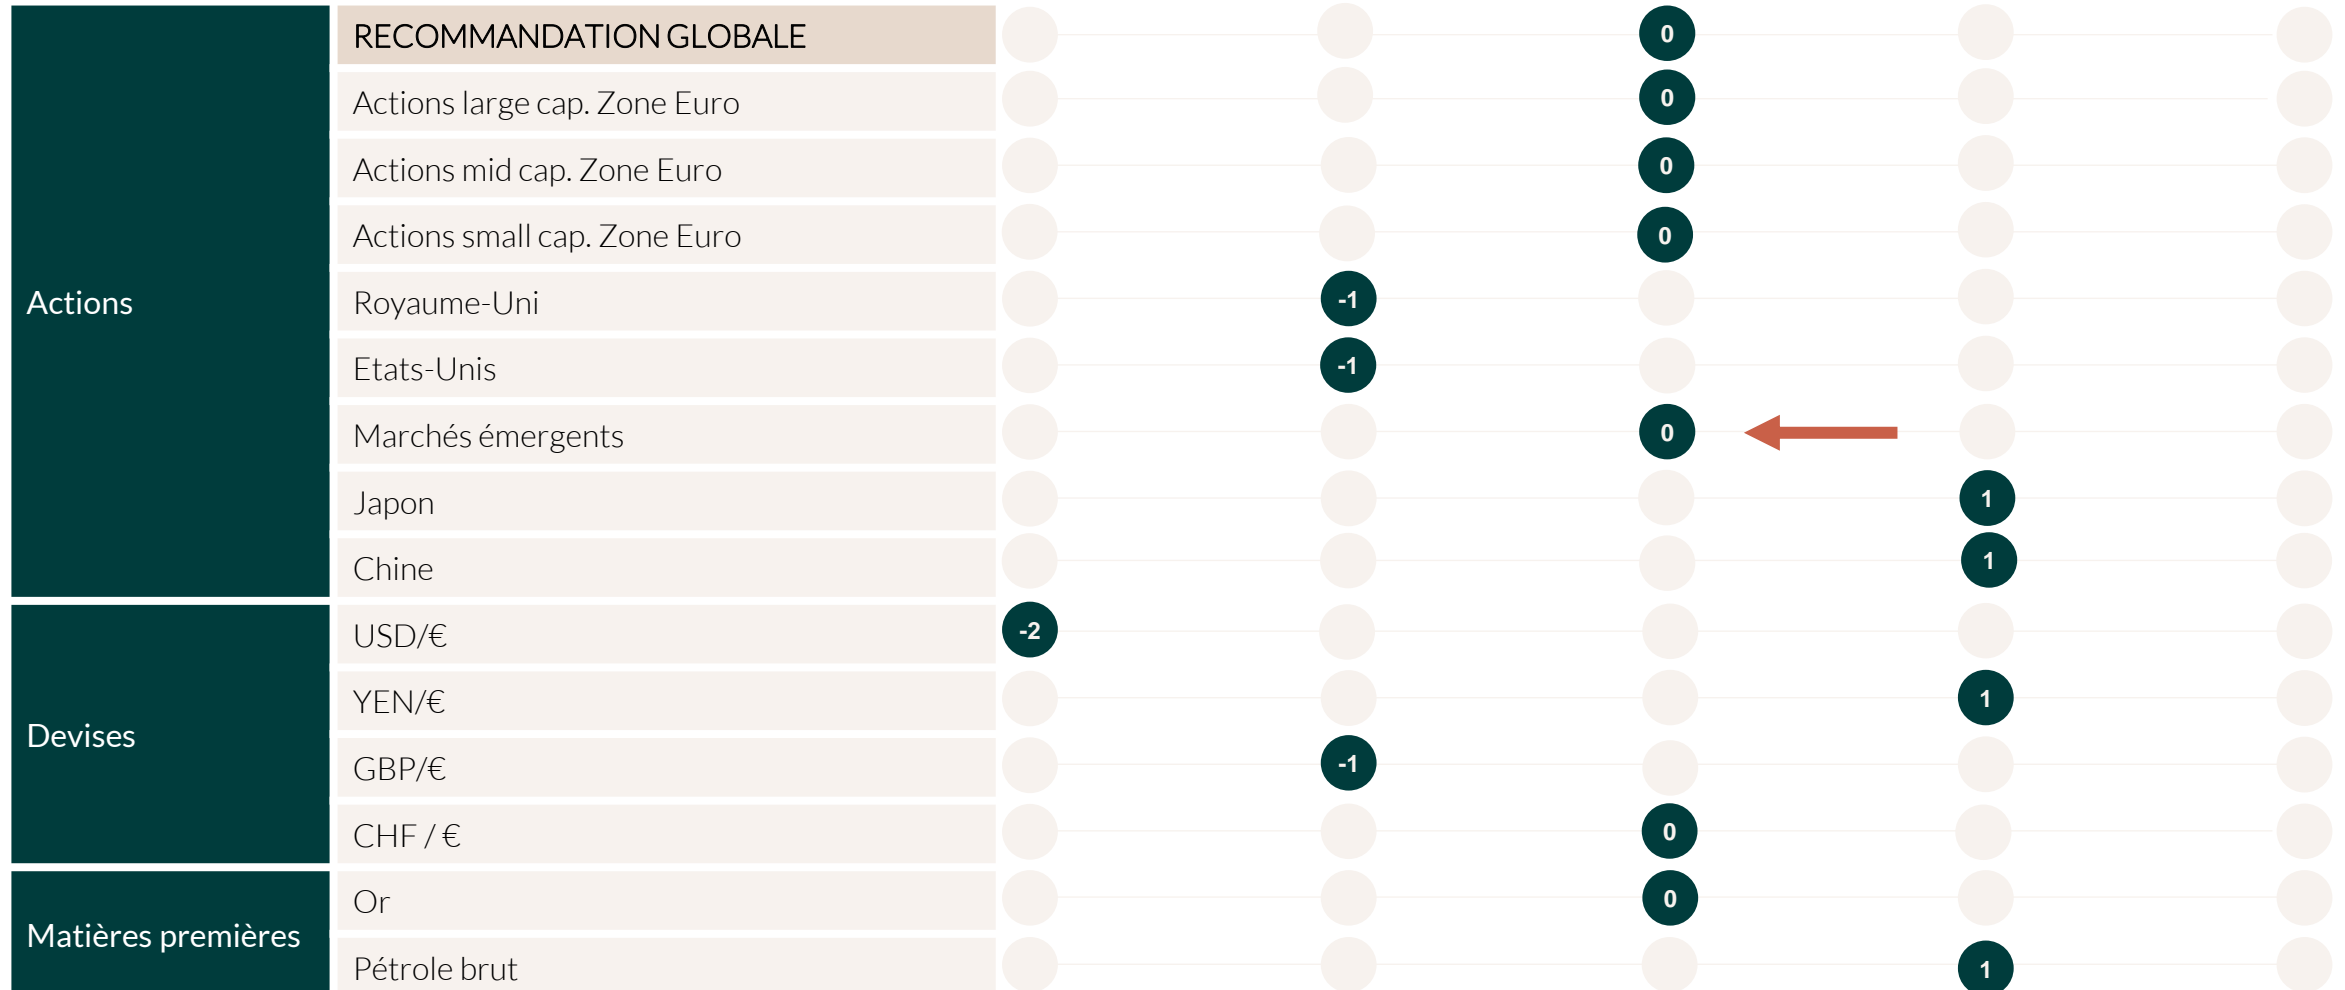 RECOMMANDATION GLOBALE 0
Actions large cap. Zone Euro 0
Actions mid cap. Zone Euro 0
Actions small cap. Zone Euro 0
Actions
Royaume-Uni -1
Etats-Unis -1
Marchés émergents 0
Japon 1
Chine 1
USD/€ -2
YEN/€ 1
Devises
GBP/€ -1
CHF / € 0
Or 0
Matières premières
Pétrole brut 1